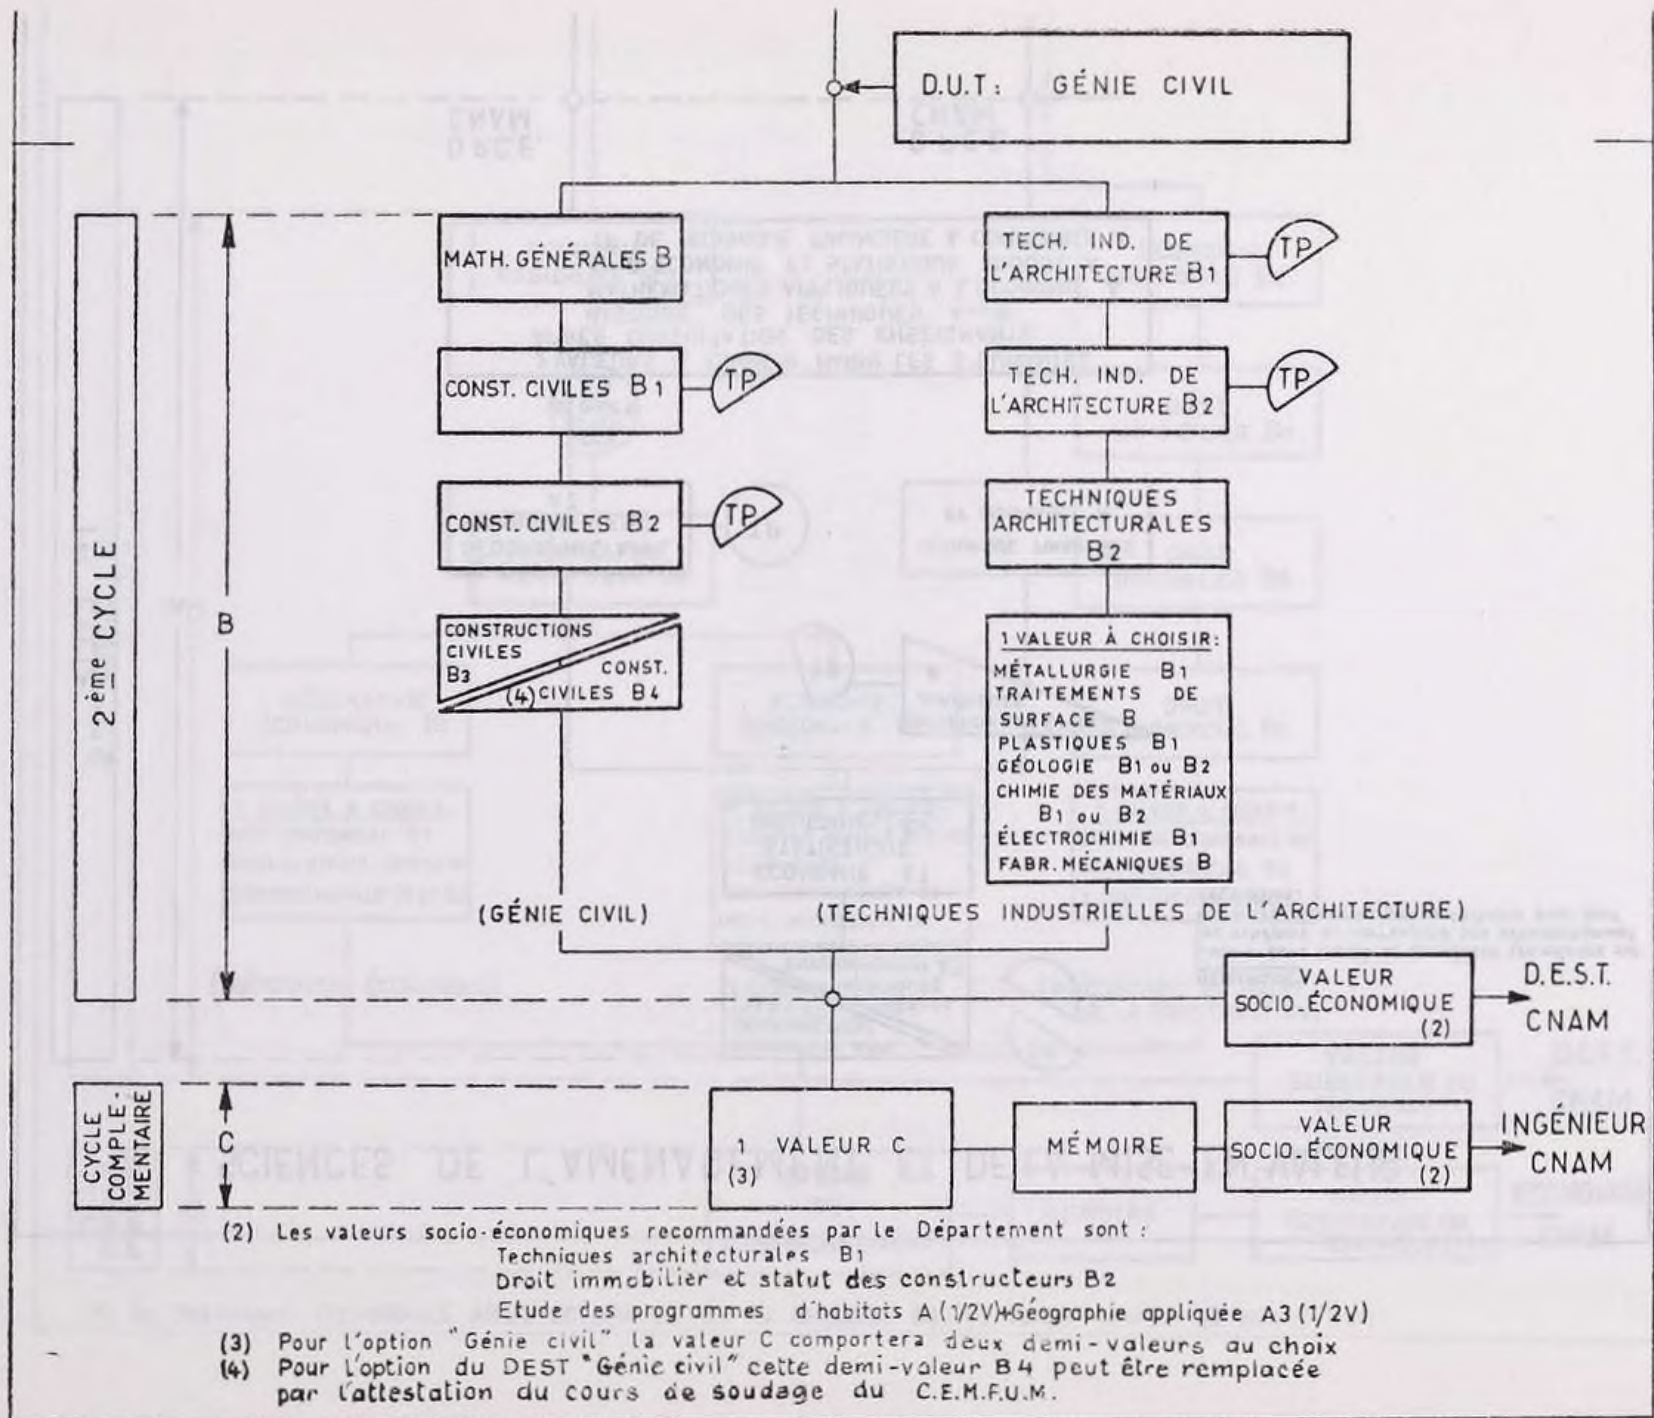 D.U.T: GÉNIE CIVIL
2ème CYCLE
B
MATH. GÉNÉRALES B
TECH. IND. DE
L'ARCHITECTURE B1
TP
CONST. CIVILES B1
TP
TECH. IND. DE
L'ARCHITECTURE B2
TP
CONST. CIVILES B2
TP
TECHNIQUES
ARCHITECTURALES
B2
CONSTRUCTIONS
CIVILES
B3
CONST.
(4) CIVILES B4
1 VALEUR À CHOISIR:
MÉTALLURGIE B1
TRAITEMENTS DE
SURFACE B
PLASTIQUES B1
GÉOLOGIE B1 ou B2
CHIMIE DES MATÉRIAUX
B1 ou B2
ÉLECTROCHIMIE B1
FABR. MÉCANIQUES B
(GÉNIE CIVIL)
(TECHNIQUES INDUSTRIELLES DE L'ARCHITECTURE)
VALEUR
SOCIO.ÉCONOMIQUE
(2)
D.E.S.T.
CNAM
CYCLE
COMPLE-
MENTAIRE
C
1 VALEUR C
(3)
MÉMOIRE
VALEUR
SOCIO.ÉCONOMIQUE
(2)
INGÉNIEUR
CNAM
(2) Les valeurs socio-économiques recommandées par le Département sont :
Techniques architecturales B1
Droit immobilier et statut des constructeurs B2
Etude des programmes d'habitats A (1/2V)+Géographie appliquée A3 (1/2V)
(3) Pour l'option "Génie civil" la valeur C comportera deux demi-valeurs au choix
(4) Pour l'option du DEST "Génie civil" cette demi-valeur B4 peut être remplacée
par l'attestation du cours de soudage du C.E.M.F.U.M.